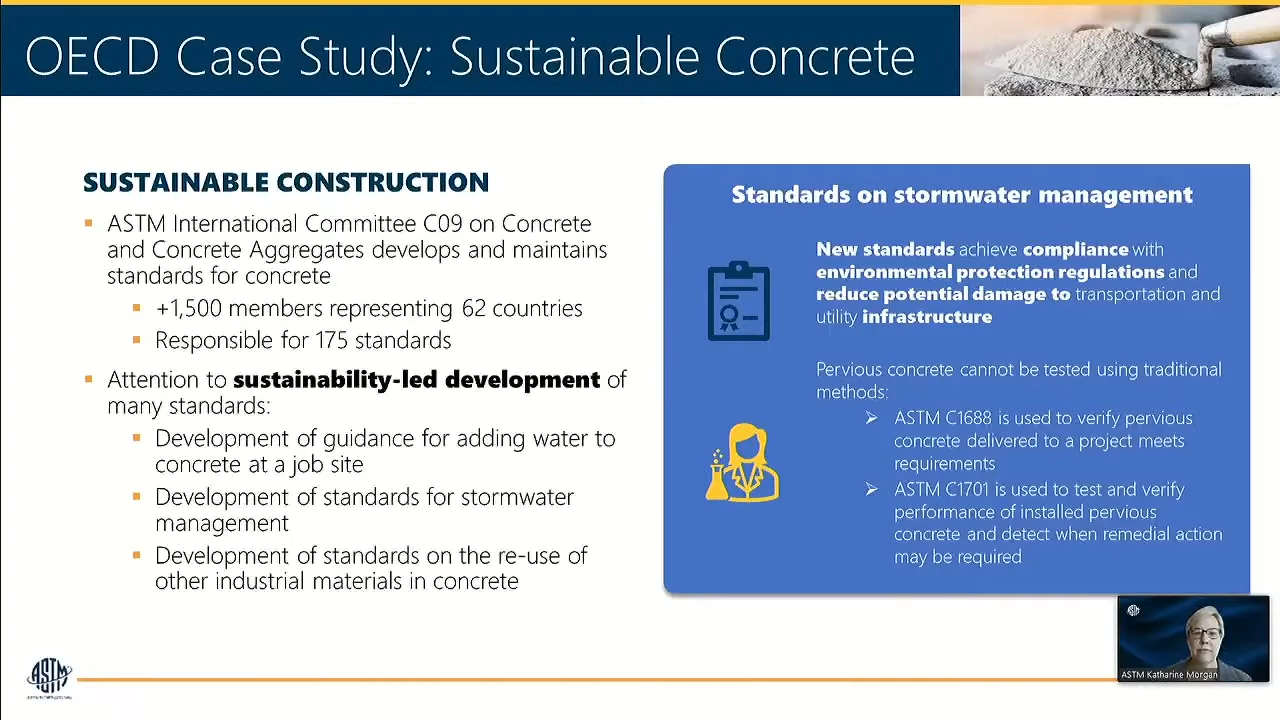 OECD Case Study: Sustainable Concrete
SUSTAINABLE CONSTRUCTION
▪ ASTM International Committee C09 on Concrete
and Concrete Aggregates develops and maintains
standards for concrete
▪ +1,500 members representing 62 countries
▪ Responsible for 175 standards
▪ Attention to sustainability-led development of
many standards:
▪ Development of guidance for adding water to
concrete at a job site
▪ Development of standards for stormwater
management
▪ Development of standards on the re-use of
other industrial materials in concrete
Standards on stormwater management
New standards achieve compliance with
environmental protection regulations and
reduce potential damage to transportation and
utility infrastructure
Pervious concrete cannot be tested using traditional
methods:
➢ ASTM C1688 is used to verify pervious
concrete delivered to a project meets
requirements
➢ ASTM C1701 is used to test and verify
performance of installed pervious
concrete and detect when remedial action
may be required
ASTM
ASTM Katharine Morgan